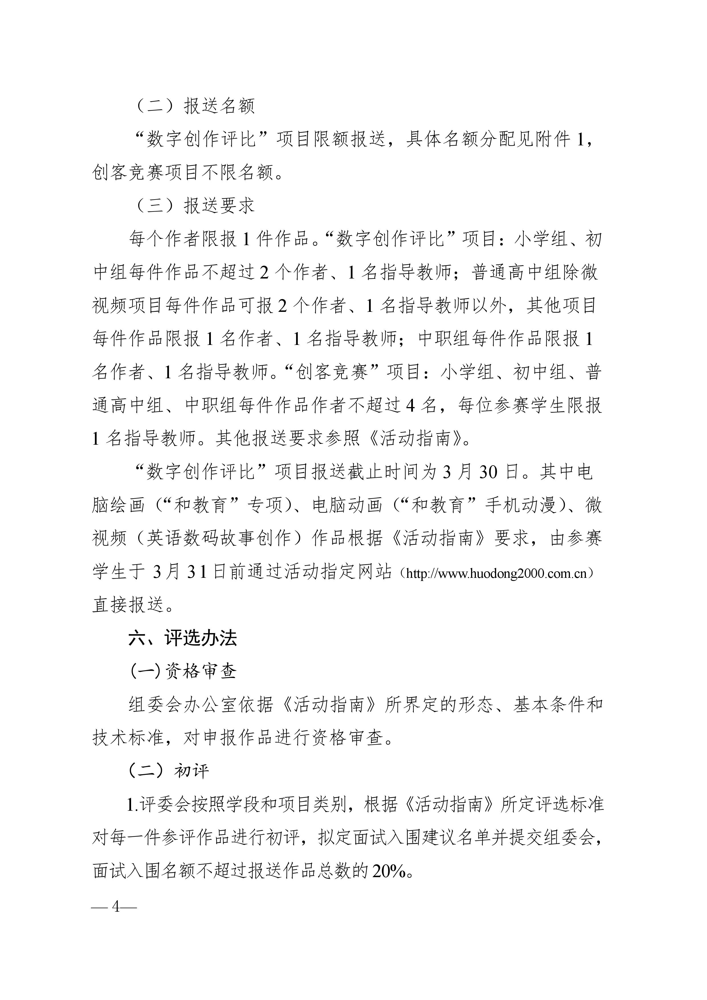 （二）报送名额
“数字创作评比”项目限额报送，具体名额分配见附件 1，
创客竞赛项目不限名额。
（三）报送要求
每个作者限报 1 件作品。“数字创作评比”项目：小学组、初
中组每件作品不超过 2 个作者、1 名指导教师；普通高中组除微
视频项目每件作品可报 2 个作者、1 名指导教师以外，其他项目
每件作品限报 1 名作者、1 名指导教师；中职组每件作品限报 1
名作者、1 名指导教师。“创客竞赛”项目：小学组、初中组、普
通高中组、中职组每件作品作者不超过 4 名，每位参赛学生限报
1 名指导教师。其他报送要求参照《活动指南》。
“数字创作评比”项目报送截止时间为 3 月 30 日。其中电
脑绘画（“和教育”专项）、电脑动画（“和教育”手机动漫）、微
视频（英语数码故事创作）作品根据《活动指南》要求，由参赛
学生于 3 月 31 日前通过活动指定网站（http://www.huodong2000.com.cn）
直接报送。
六、评选办法
(一)资格审查
组委会办公室依据《活动指南》所界定的形态、基本条件和
技术标准，对申报作品进行资格审查。
（二）初评
1.评委会按照学段和项目类别，根据《活动指南》所定评选标准
对每一件参评作品进行初评，拟定面试入围建议名单并提交组委会，
面试入围名额不超过报送作品总数的 20%。
— 4—